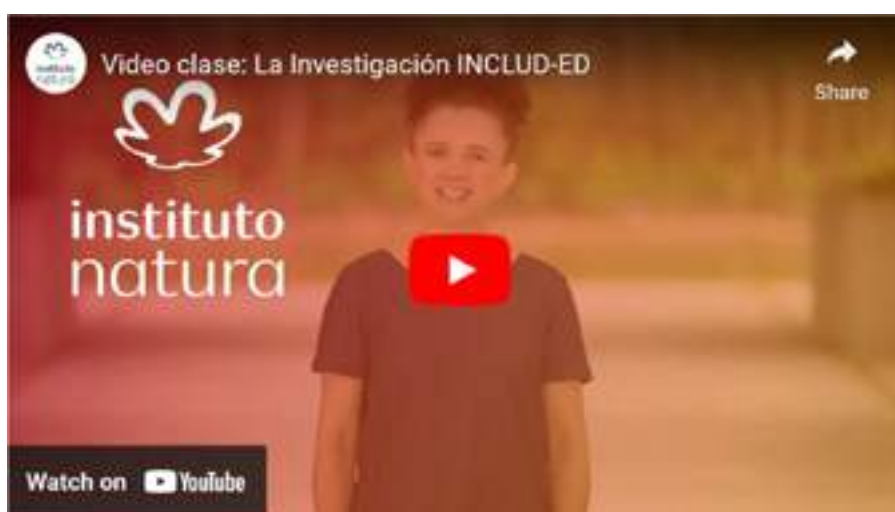 Video clase: La Investigación INCLUD-ED
Share
instituto
natura
Watch on YouTube